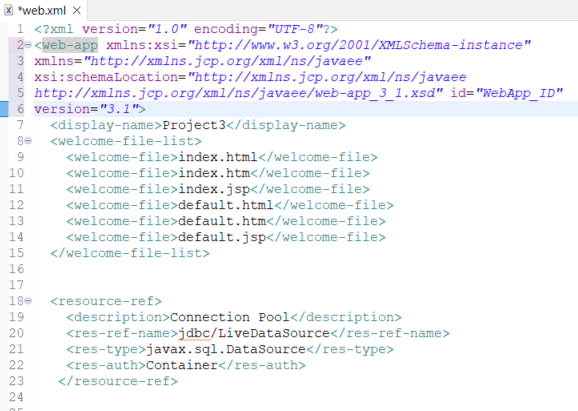 *web.xml
1 <?xml version="1.0" encoding="UTF-8"?>
2 <web-app xmlns:xsi="http://www.w3.org/2001/XMLSchema-instance"
3 xmlns="http://xmlns.jcp.org/xml/ns/javaee"
4 xsi:schemaLocation="http://xmlns.jcp.org/xml/ns/javaee
5 http://xmlns.jcp.org/xml/ns/javaee/web-app_3_1.xsd" id="WebApp_ID"
6 version="3.1">
7 <display-name>Project3</display-name>
8 <welcome-file-list>
9 <welcome-file>index.html</welcome-file>
10 <welcome-file>index.htm</welcome-file>
11 <welcome-file>index.jsp</welcome-file>
12 <welcome-file>default.html</welcome-file>
13 <welcome-file>default.htm</welcome-file>
14 <welcome-file>default.jsp</welcome-file>
15 </welcome-file-list>
16
17
18 <resource-ref>
19 <description>Connection Pool</description>
20 <res-ref-name>jdbc/LiveDataSource</res-ref-name>
21 <res-type>javax.sql.DataSource</res-type>
22 <res-auth>Container</res-auth>
23 </resource-ref>
24